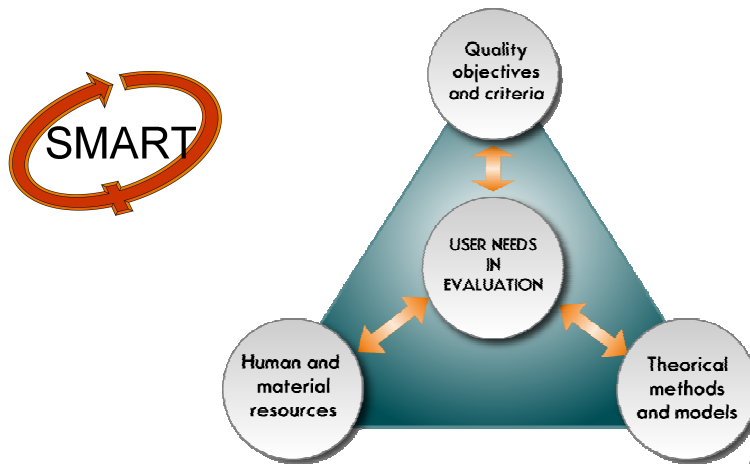 SMART
Quality
objectives
and criteria
USER NEEDS
IN
EVALUATION
Human and
material
resources
Theorical
methods
and models